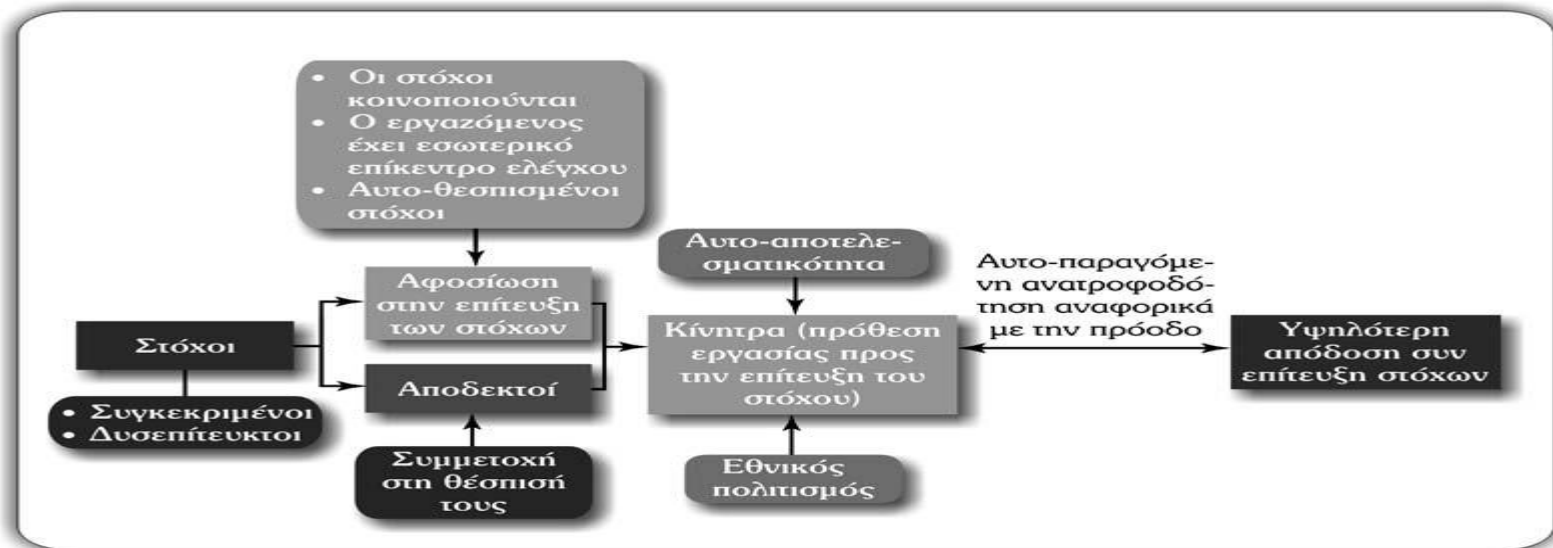 • Οι στόχοι
κοινοποιούνται
• Ο εργαζόμενος
έχει εσωτερικό
επίκεντρο ελέγχου
• Αυτο-θεσπισμένοι
στόχοι
Στόχοι
• Συγκεκριμένοι
• Δυσεπίτευκτοι
Αφοσίωση
στην επίτευξη
των στόχων
Αποδεκτοί
Συμμετοχή
στη θέσπισή
τους
Αυτο-αποτελε-
σματικότητα
Κίνητρα (πρόθεση
εργασίας προς
την επίτευξη του
στόχου)
Εθνικός
πολιτισμός
Αυτο-παραγόμε-
νη ανατροφοδό-
τηση αναφορικά
με την πρόοδο
Υψηλότερη
απόδοση συν
επίτευξη στόχων